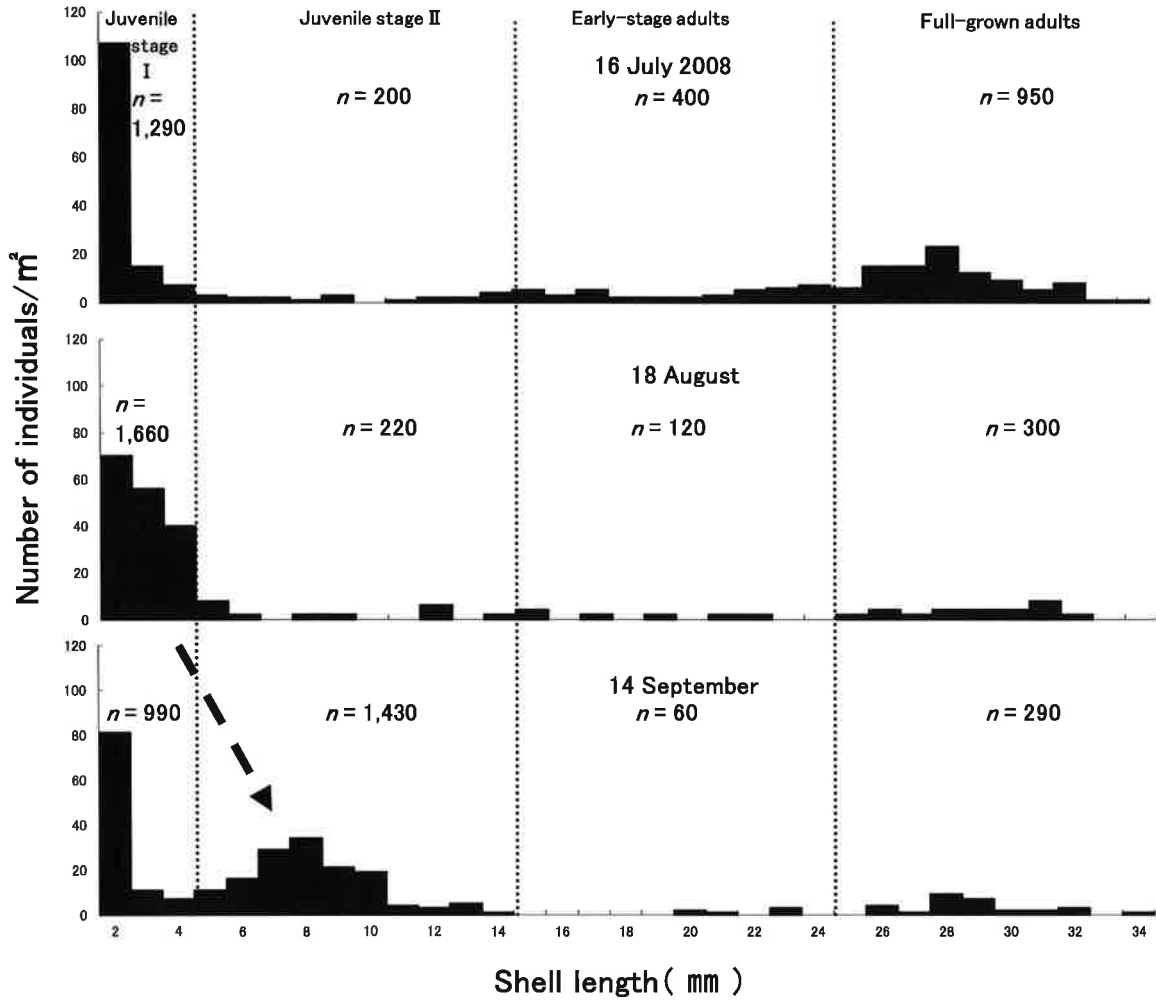 Juvenile stage I
Juvenile stage Ⅱ
Early-stage adults
Full-grown adults
16 July 2008
n = 1,290
n = 200
n = 400
n = 950
120
100
80
60
40
20
0
18 August
n = 1,660
n = 220
n = 120
n = 300
120
100
80
60
40
20
0
14 September
n = 990
n = 1,430
n = 60
n = 290
120
100
80
60
40
20
0
2 4 6 8 10 12 14 16 18 20 22 24 26 28 30 32 34
Number of individuals/㎡
Shell length( mm )